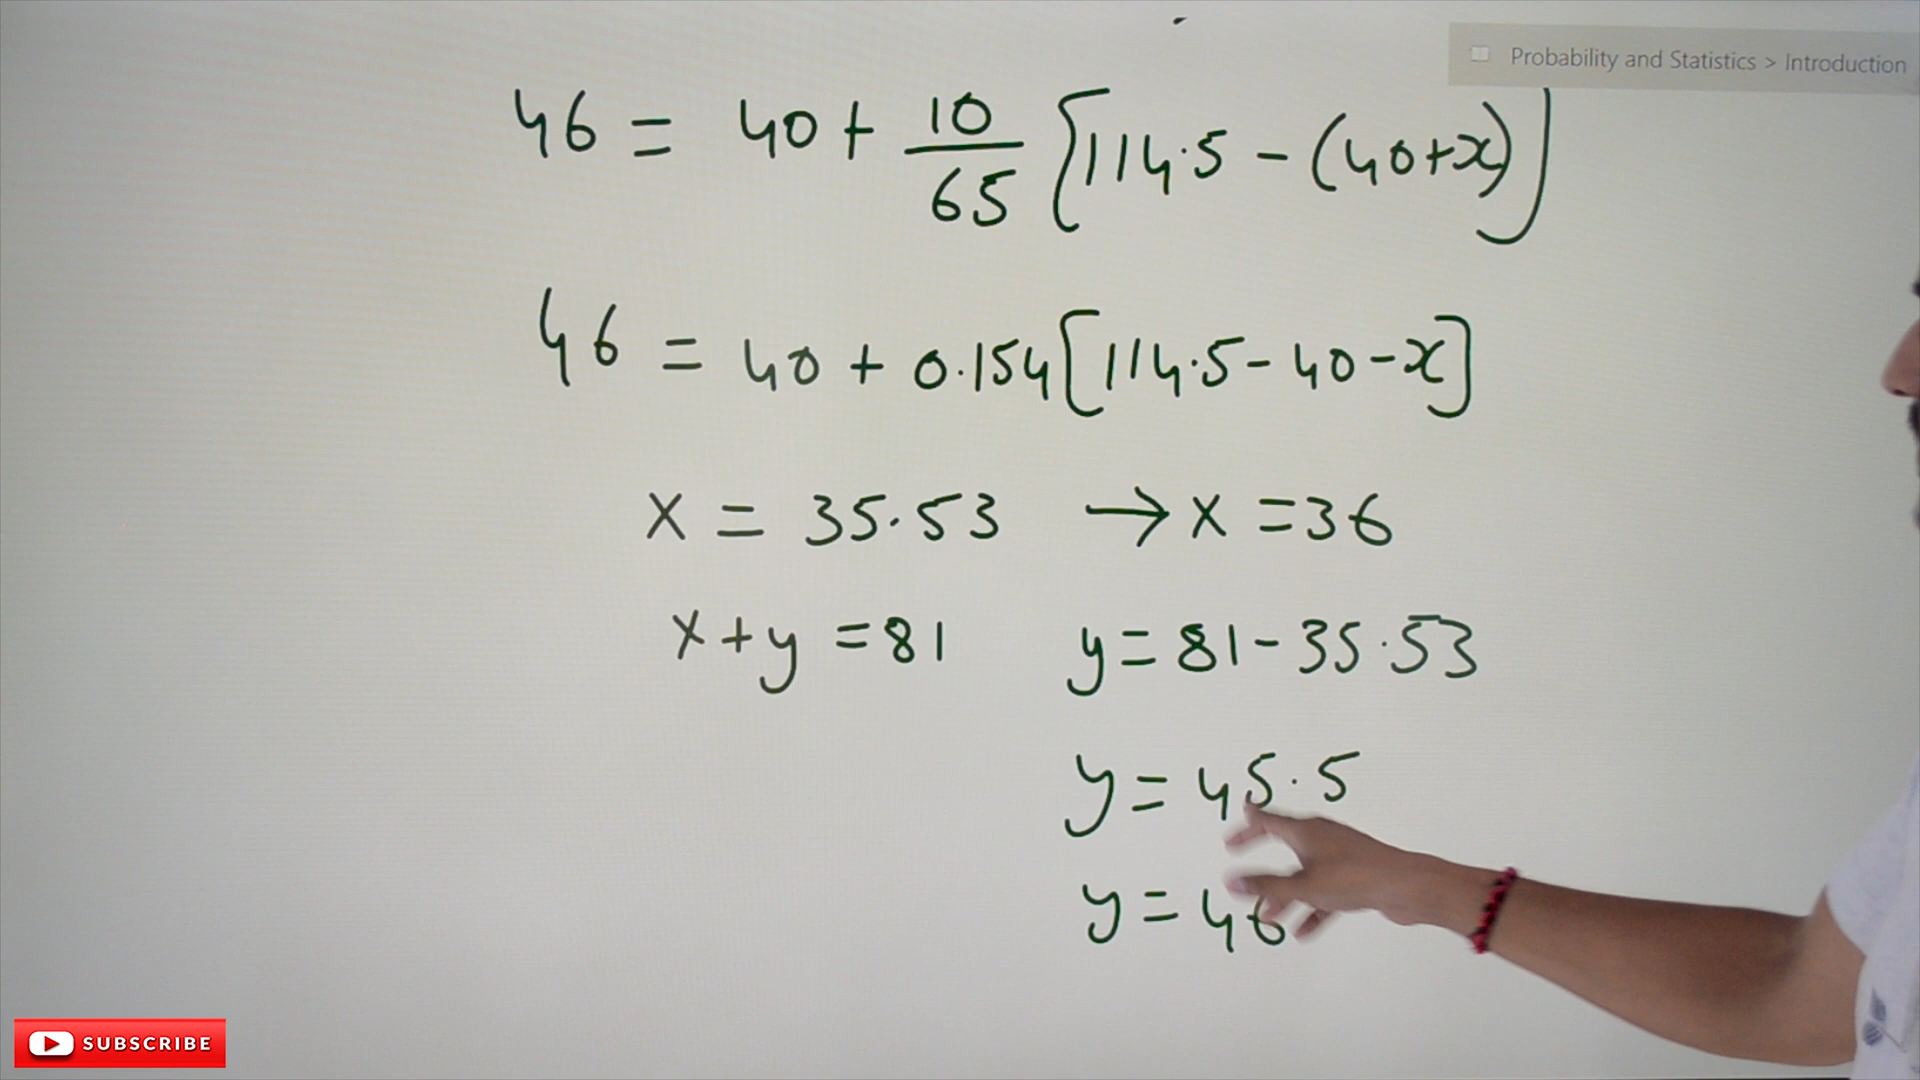 Probability and Statistics > Introduction
46 = 40 + 10/65 [114.5 - (40+x)]
46 = 40 + 0.154[114.5 - 40 - x]
x = 35.53 → x = 36
x + y = 81 y = 81 - 35.53
y = 45.5
y = 46
SUBSCRIBE